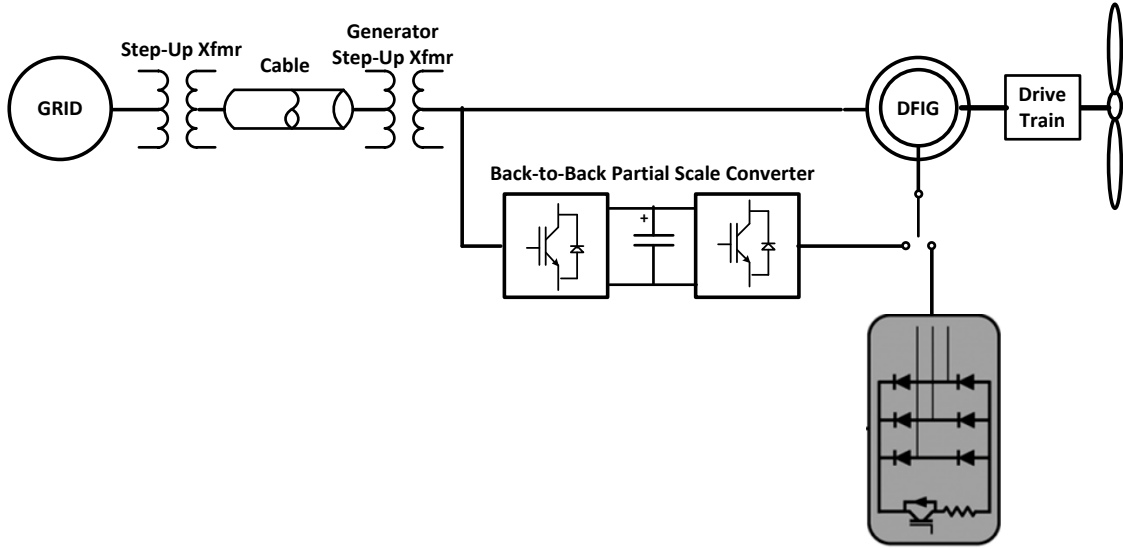 Step-Up Xfmr
Generator
Step-Up Xfmr
Cable
GRID
DFIG
Drive
Train
Back-to-Back Partial Scale Converter
+